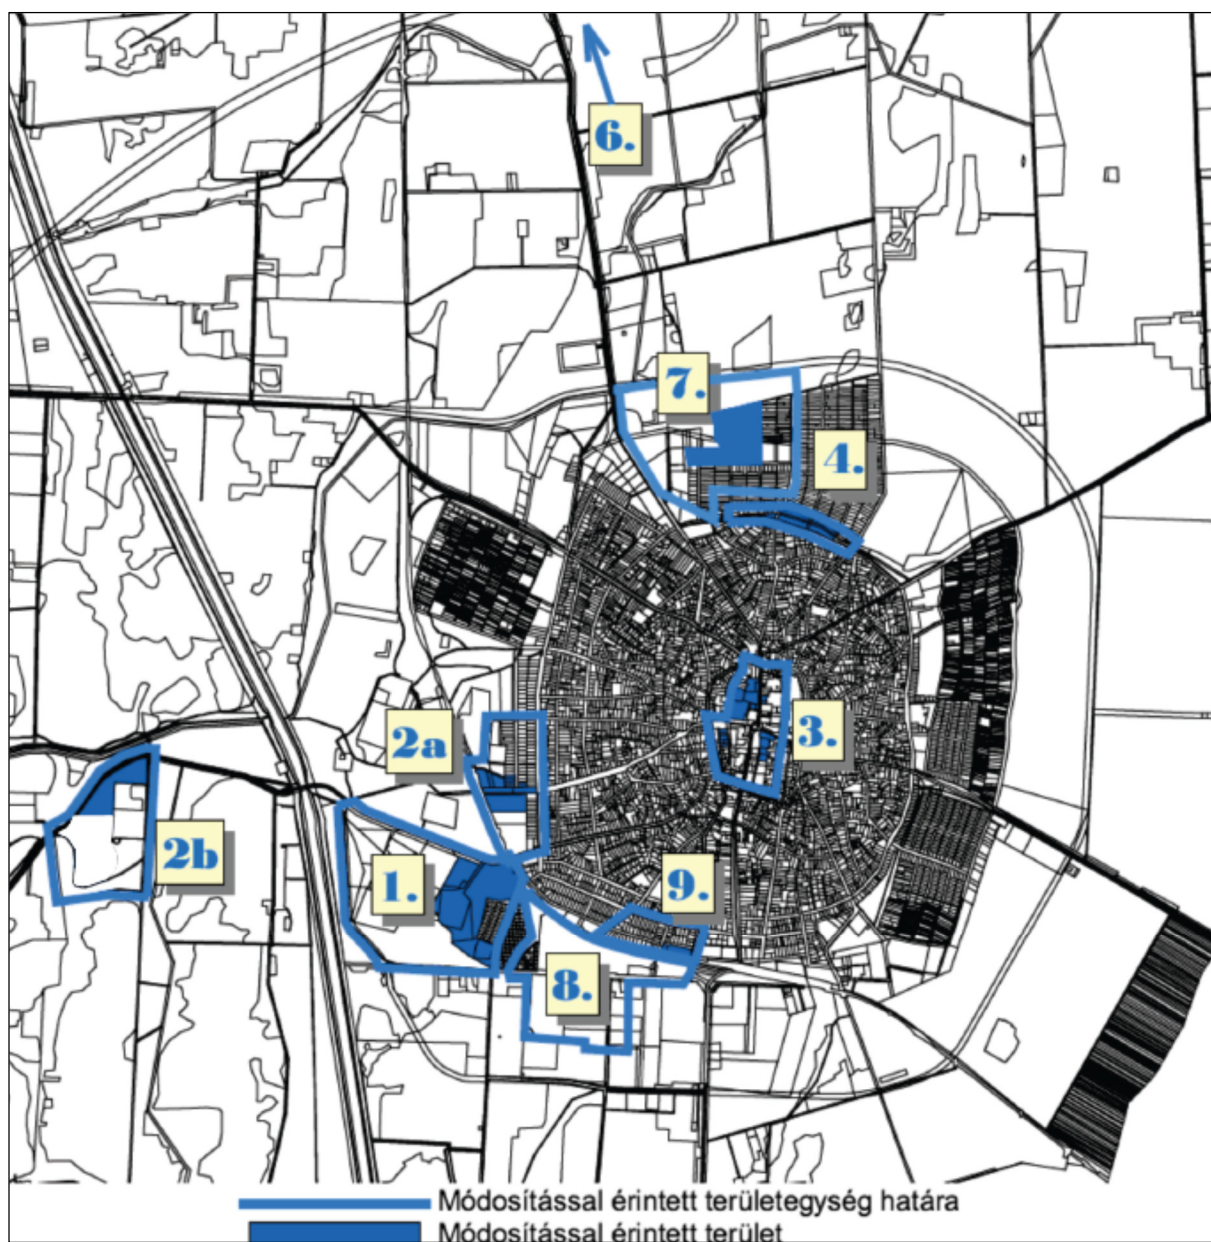 6.
7.
4.
3.
2a
2b
1.
9.
8.
Módosítással érintett területegység határa
Módosítással érintett terület